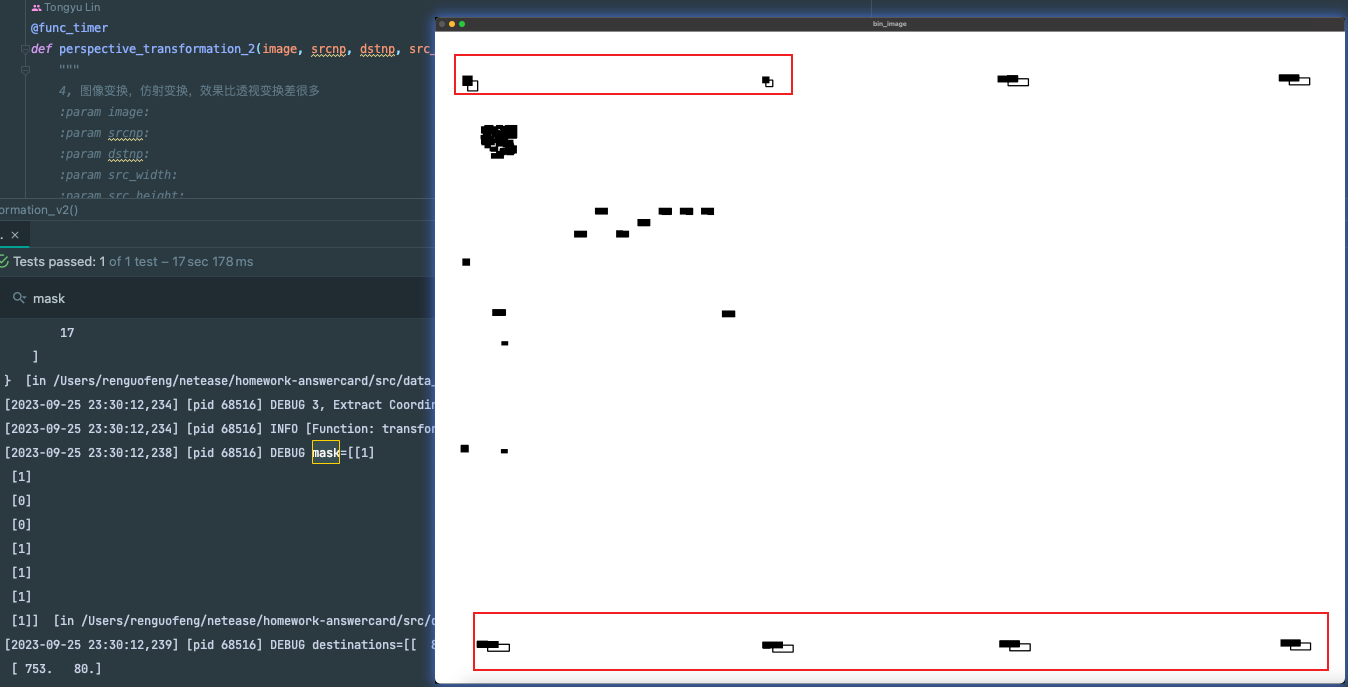 Tongyu Lin
@func_timer
def perspective_transformation_2(image, srcnp, dstnp, src_
"""
4, 图像变换，仿射变换，效果比透视变换差很多
:param image:
:param srcnp:
:param dstnp:
:param src_width:
:param src_height:
ormation_v2()
Tests passed: 1 of 1 test – 17 sec 178 ms
mask
17
]
} [in /Users/renguofeng/netease/homework-answercard/src/data_
[2023-09-25 23:30:12,234] [pid 68516] DEBUG 3, Extract Coordin
[2023-09-25 23:30:12,234] [pid 68516] INFO [Function: transfor
[2023-09-25 23:30:12,238] [pid 68516] DEBUG mask=[[1]
[1]
[0]
[0]
[1]
[1]
[1]
[1]] [in /Users/renguofeng/netease/homework-answercard/src/
[2023-09-25 23:30:12,239] [pid 68516] DEBUG destinations=[[ 8
[ 753. 80.]
bin_image